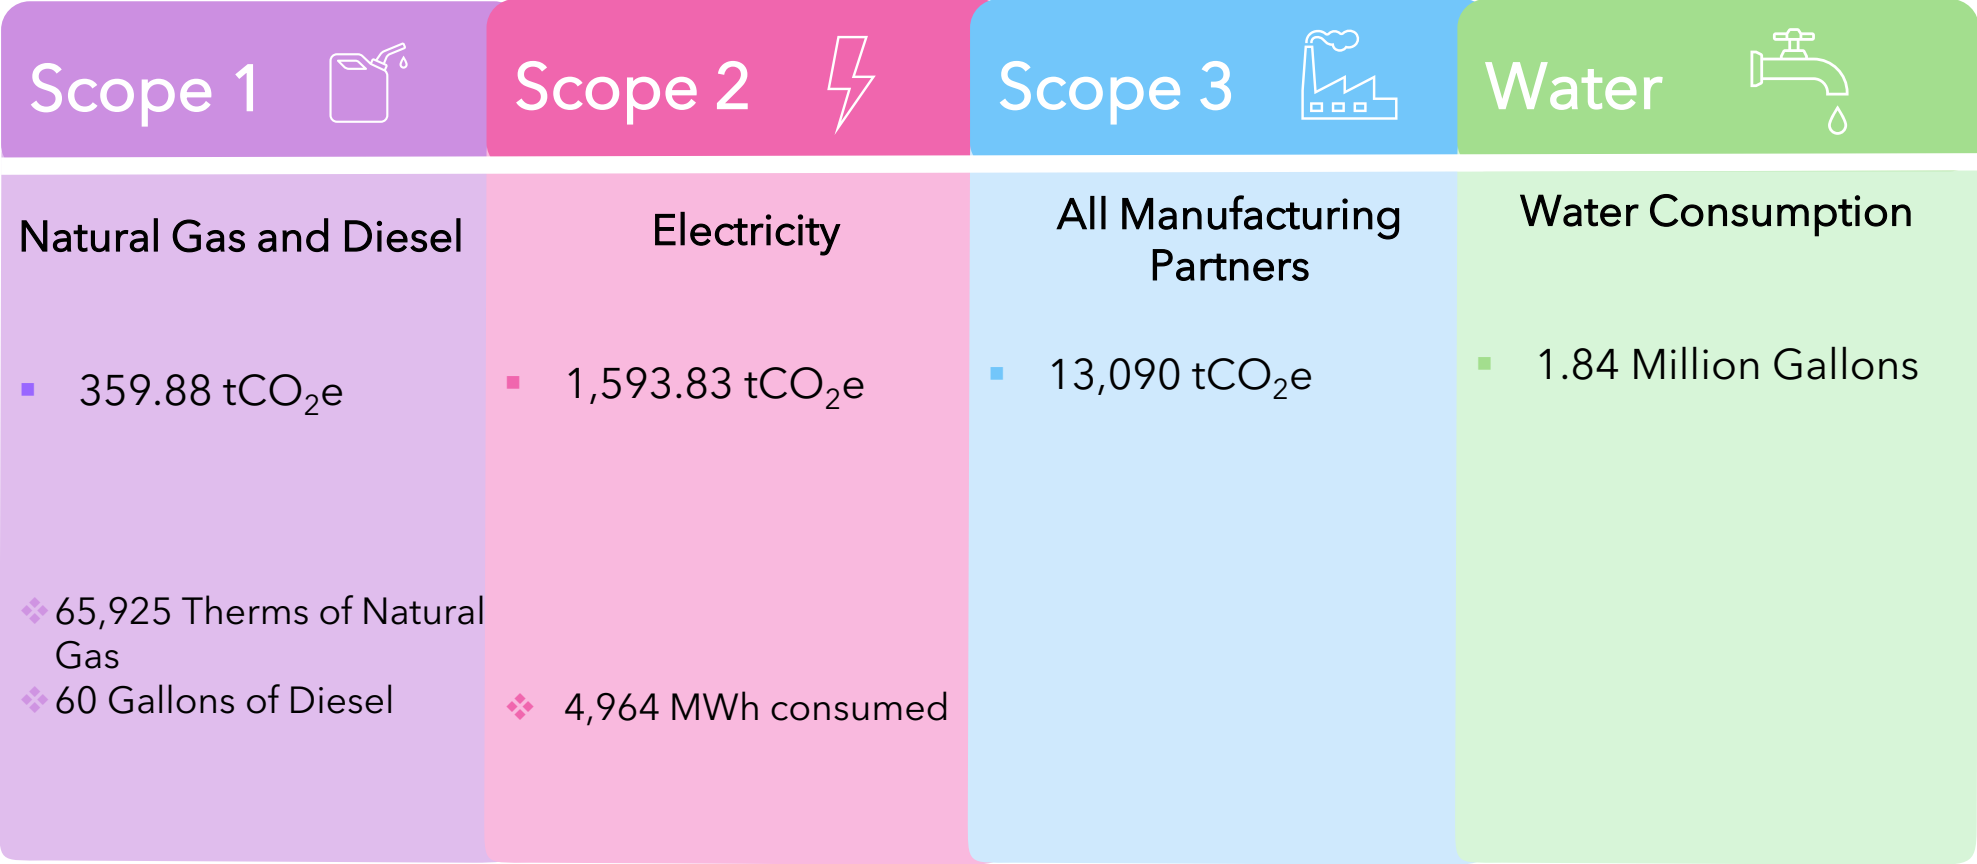 Scope 1
Natural Gas and Diesel
359.88 tCO₂e
65,925 Therms of Natural
Gas
60 Gallons of Diesel
Scope 2
Electricity
1,593.83 tCO₂e
4,964 MWh consumed
Scope 3
All Manufacturing
Partners
13,090 tCO₂e
Water
Water Consumption
1.84 Million Gallons